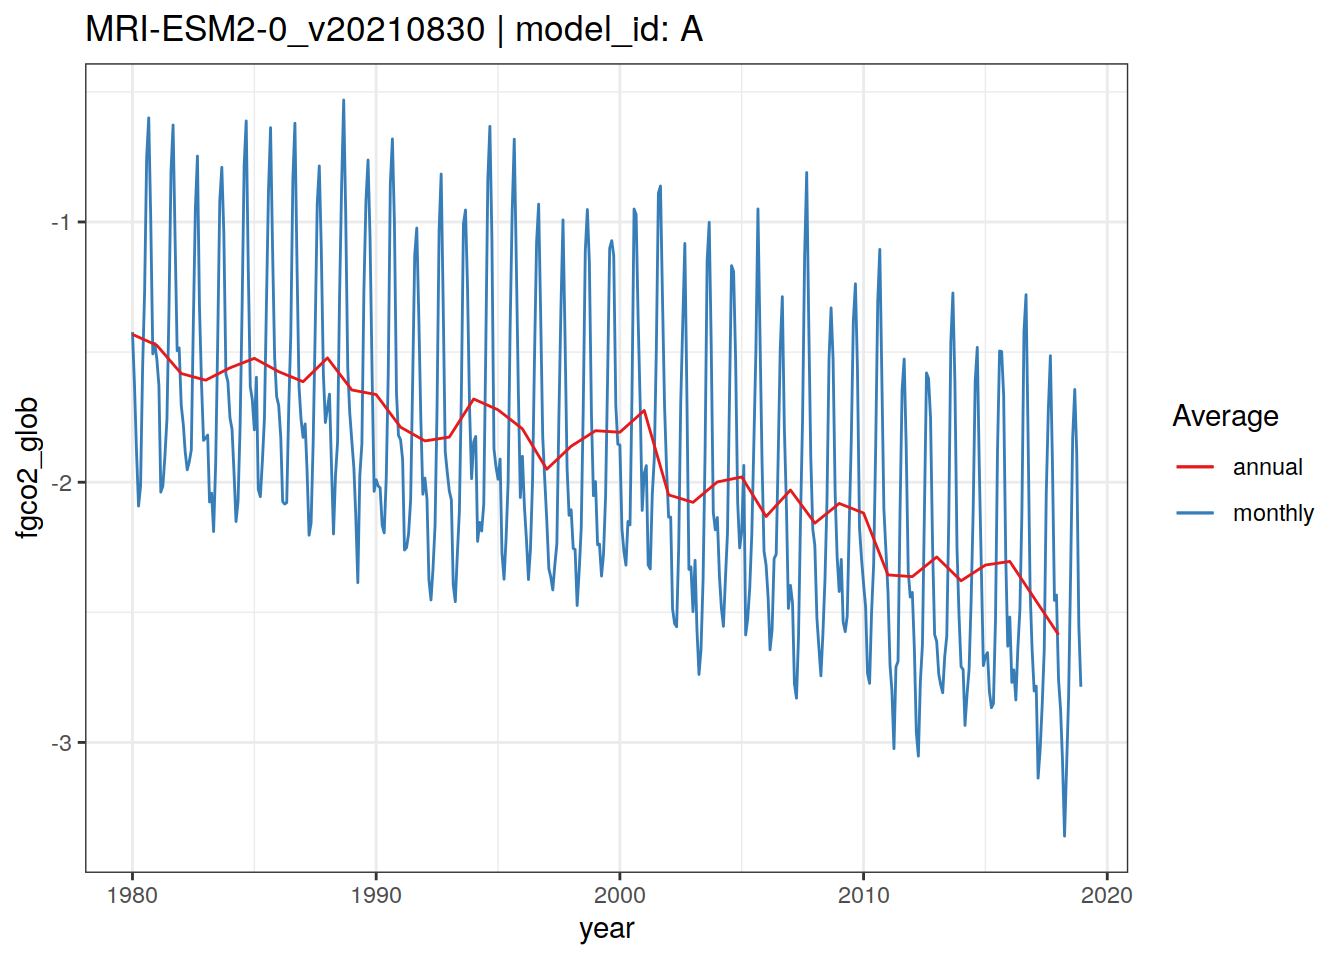 MRI-ESM2-0_v20210830 | model_id: A
-1
-2
-3
fgco2_glob
1980
1990
2000
2010
2020
year
Average
annual
monthly